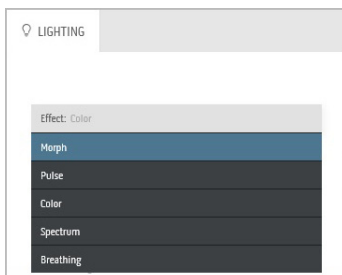 LIGHTING
Effect: Color
Morph
Pulse
Color
Spectrum
Breathing